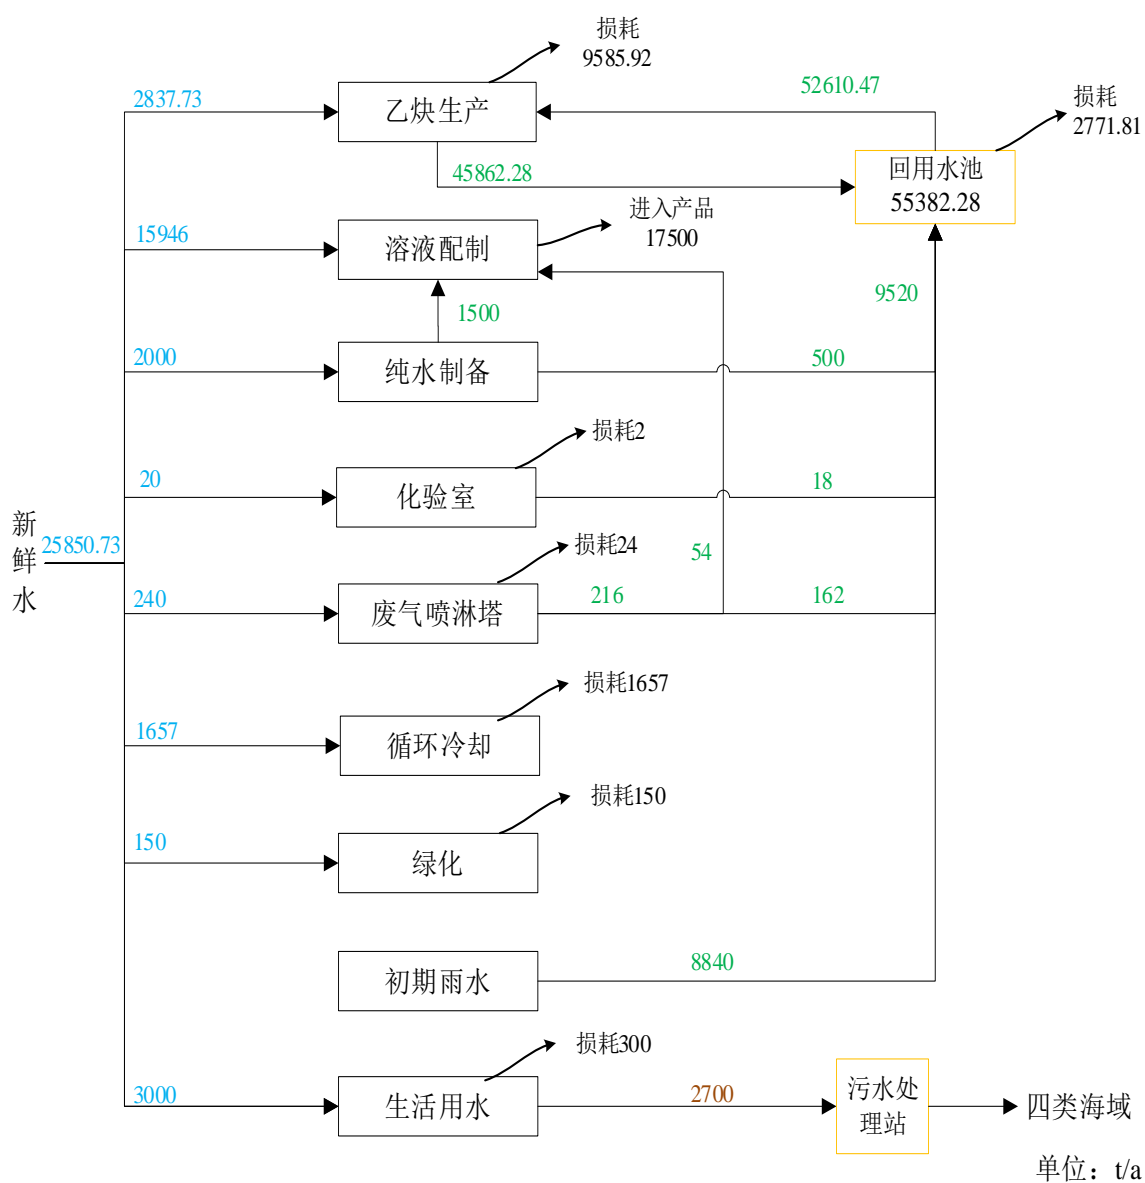 损耗
9585.92
2837.73
乙炔生产
52610.47
损耗
2771.81
45862.28
回用水池
55382.28
15946
溶液配制
进入产品
17500
9520
1500
2000
纯水制备
500
损耗2
20
化验室
18
新
鲜
水
25850.73
损耗24
54
240
废气喷淋塔
216
162
损耗1657
1657
循环冷却
损耗150
150
绿化
初期雨水
8840
损耗300
3000
生活用水
2700
污水处
理站
四类海域
单位：t/a